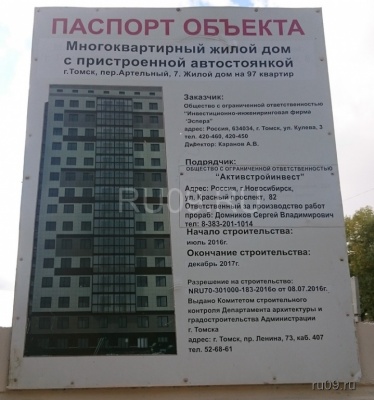 ПАСПОРТ ОБЪЕКТА
Многоквартирный жилой дом
с пристроенной автостоянкой
г.Томск, пер.Артельный, 7. Жилой дом на 97 квартир
Заказчик:
Общество с ограниченной ответственностью
"Инвестиционно-инжиниринговая фирма
"Эспера"
адрес: Россия, 634034, г.Томск, ул. Кулева, 3
тел. 420-460, 420-450
Директор: Каранов А.В.
Подрядчик:
ОБЩЕСТВО С ОГРАНИЧЕННОЙ ОТВЕТСТВЕННОСТЬЮ
"Активстройинвест"
Адрес: Россия, г.Новосибирск,
ул. Красный проспект, 82
Ответственный за производство работ
прораб: Домников Сергей Владимирович
тел: 8-383-201-1014
Начало строительства:
июль 2016г.
Окончание строительства:
декабрь 2017г.
Разрешение на строительство:
NRU70-301000-183-2016о от 08.07.2016г.
Выдано Комитетом строительного
контроля Департамента архитектуры и
градостроительства Администрации
г. Томска
адрес: г. Томск, пр. Ленина, 73, каб. 407
тел. 52-68-61
ru09.ru